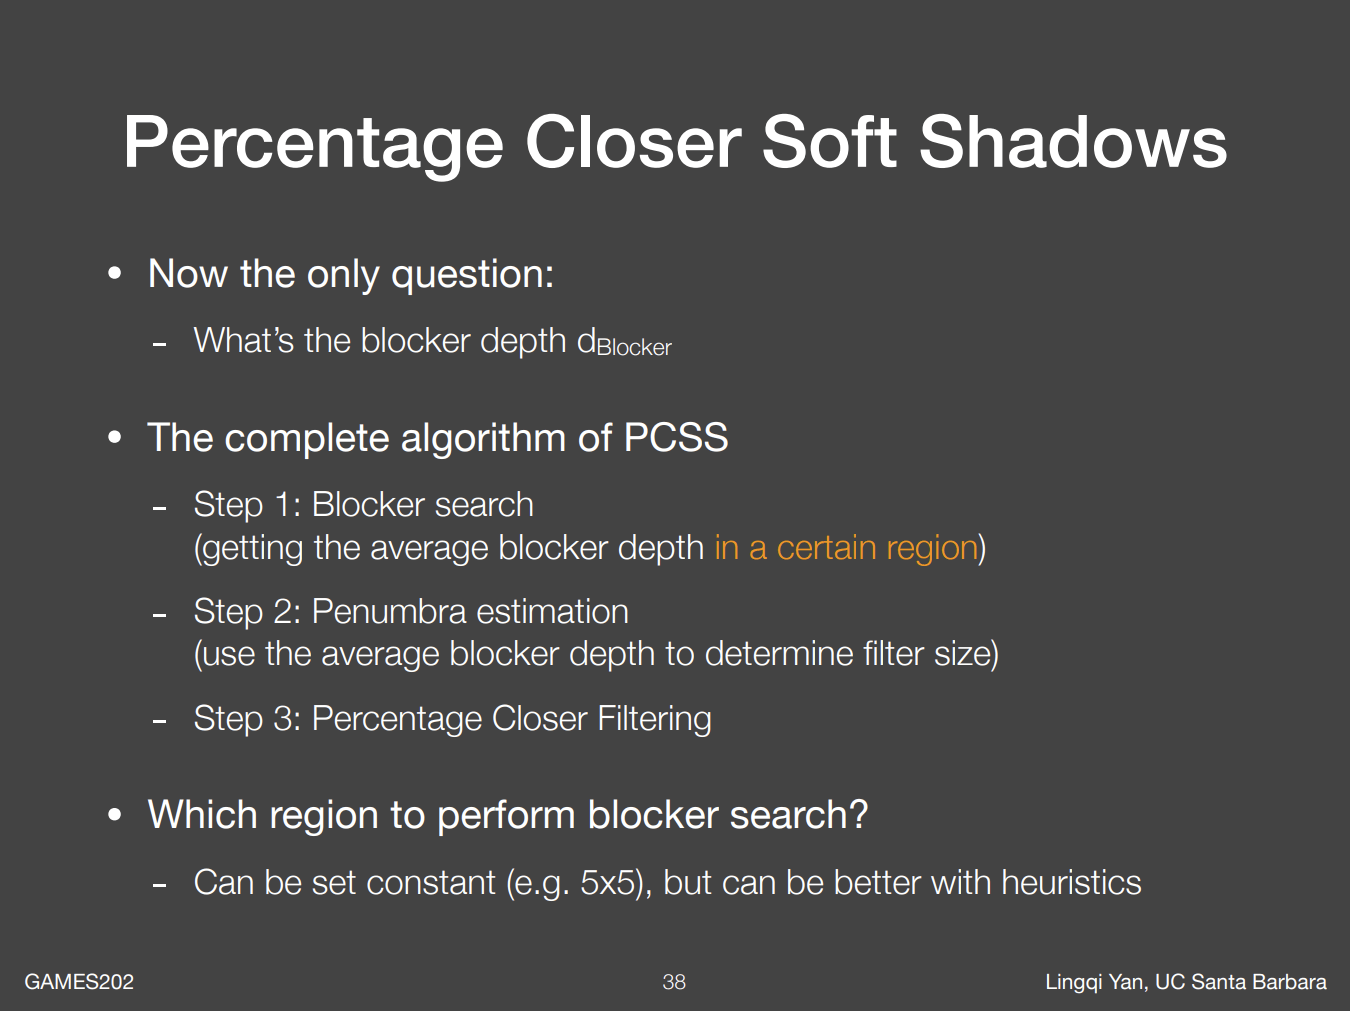 Percentage Closer Soft Shadows
• Now the only question:
- What’s the blocker depth dBlocker
• The complete algorithm of PCSS
- Step 1: Blocker search
(getting the average blocker depth in a certain region)
- Step 2: Penumbra estimation
(use the average blocker depth to determine filter size)
- Step 3: Percentage Closer Filtering
• Which region to perform blocker search?
- Can be set constant (e.g. 5x5), but can be better with heuristics
GAMES202 38 Lingqi Yan, UC Santa Barbara